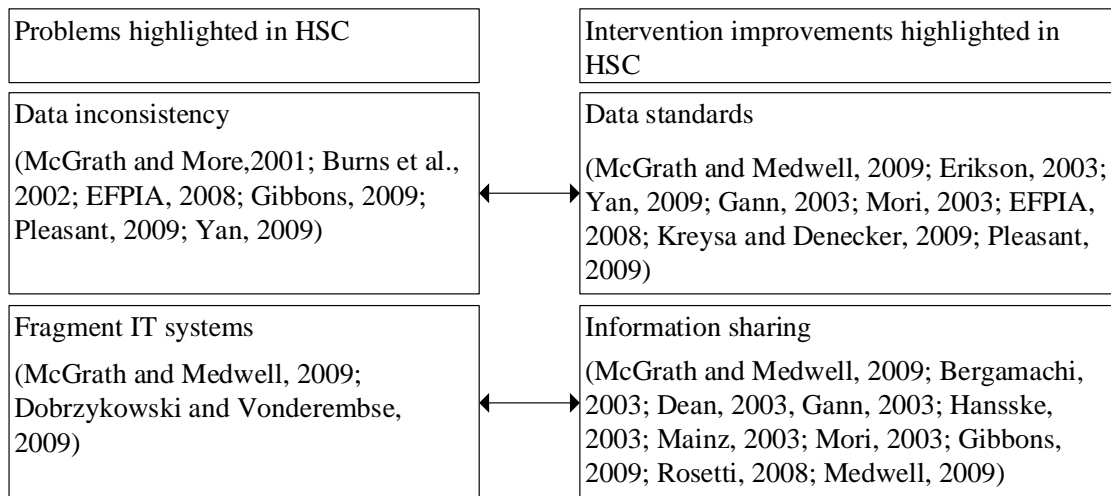 Problems highlighted in HSC
Intervention improvements highlighted in
HSC
Data inconsistency
(McGrath and More,2001; Burns et al.,
2002; EFPIA, 2008; Gibbons, 2009;
Pleasant, 2009; Yan, 2009)
Data standards
(McGrath and Medwell, 2009; Erikson, 2003;
Yan, 2009; Gann, 2003; Mori, 2003; EFPIA,
2008; Kreysa and Denecker, 2009; Pleasant,
2009)
Fragment IT systems
(McGrath and Medwell, 2009;
Dobrzykowski and Vonderembse,
2009)
Information sharing
(McGrath and Medwell, 2009; Bergamachi,
2003; Dean, 2003, Gann, 2003; Hansske,
2003; Mainz, 2003; Mori, 2003; Gibbons,
2009; Rosetti, 2008; Medwell, 2009)